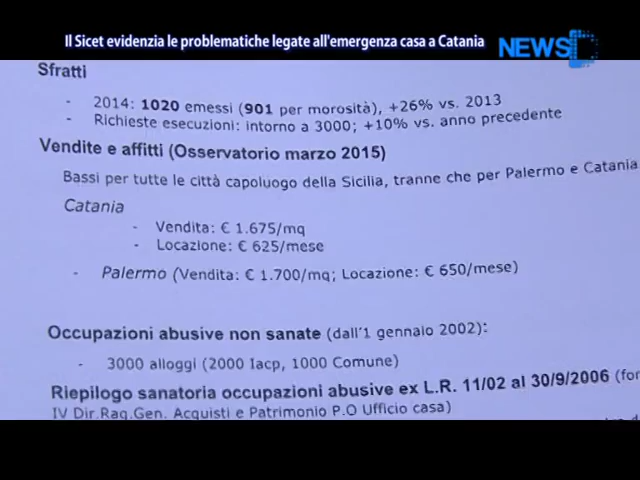 Il Sicet evidenzia le problematiche legate all'emergenza casa a Catania
NEWS D
Sfratti
- 2014: 1020 emessi (901 per morosità), +26% vs. 2013
- Richieste esecuzioni: intorno a 3000; +10% vs. anno precedente
Vendite e affitti (Osservatorio marzo 2015)
Bassi per tutte le città capoluogo della Sicilia, tranne che per Palermo e Catania
Catania
- Vendita: € 1.675/mq
- Locazione: € 625/mese
- Palermo (Vendita: € 1.700/mq; Locazione: € 650/mese)
Occupazioni abusive non sanate (dall'1 gennaio 2002):
- 3000 alloggi (2000 Iacp, 1000 Comune)
Riepilogo sanatoria occupazioni abusive ex L.R. 11/02 al 30/9/2006 (for
IV Dir.Rag.Gen. Acquisti e Patrimonio P.O Ufficio casa)